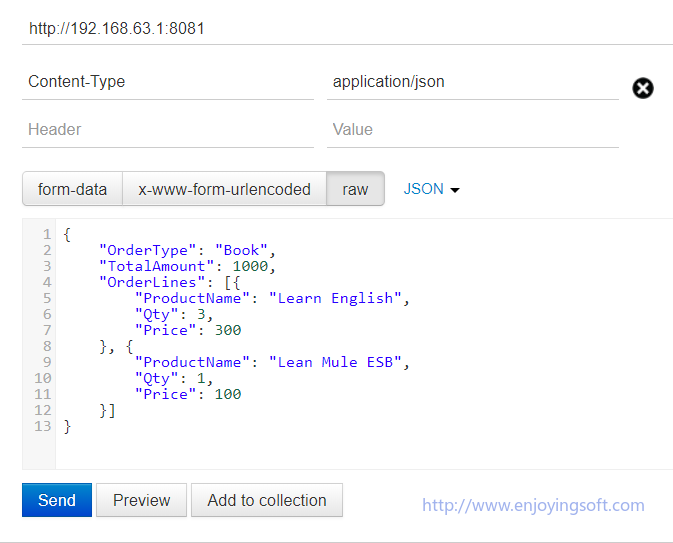 http://192.168.63.1:8081
Content-Type application/json
Header Value
form-data x-www-form-urlencoded raw JSON
1 {
2 "OrderType": "Book",
3 "TotalAmount": 1000,
4 "OrderLines": [{
5 "ProductName": "Learn English",
6 "Qty": 3,
7 "Price": 300
8 }, {
9 "ProductName": "Lean Mule ESB",
10 "Qty": 1,
11 "Price": 100
12 }]
13 }
Send Preview Add to collection http://www.enjoyingsoft.com